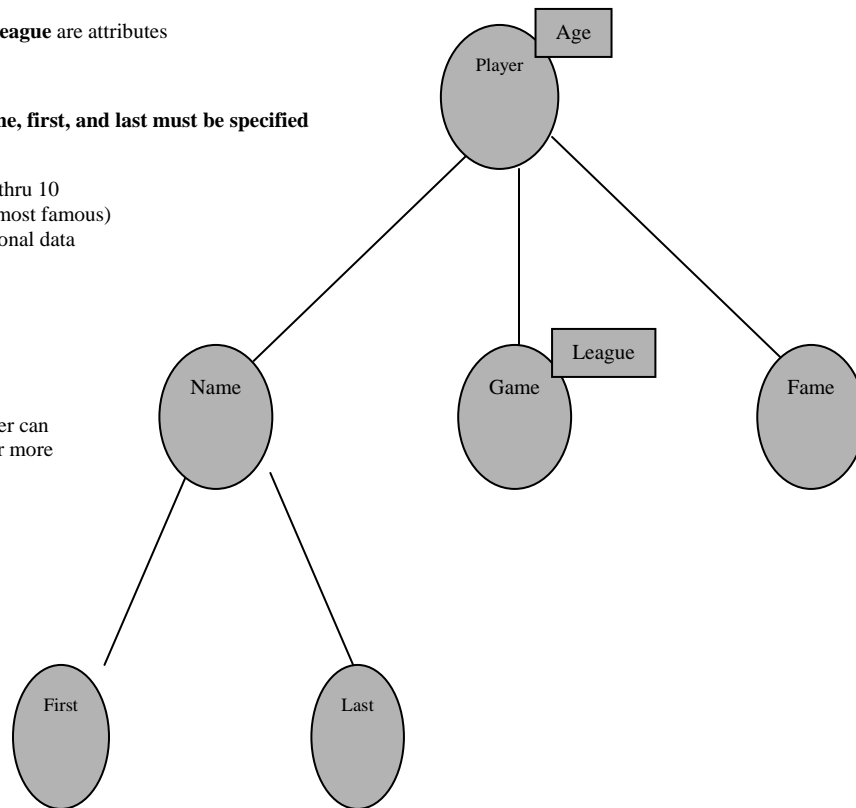 eague are attributes
Age
Player
ne, first, and last must be specified
thru 10
most famous)
onal data
League
Name
Game
Fame
er can
r more
First
Last